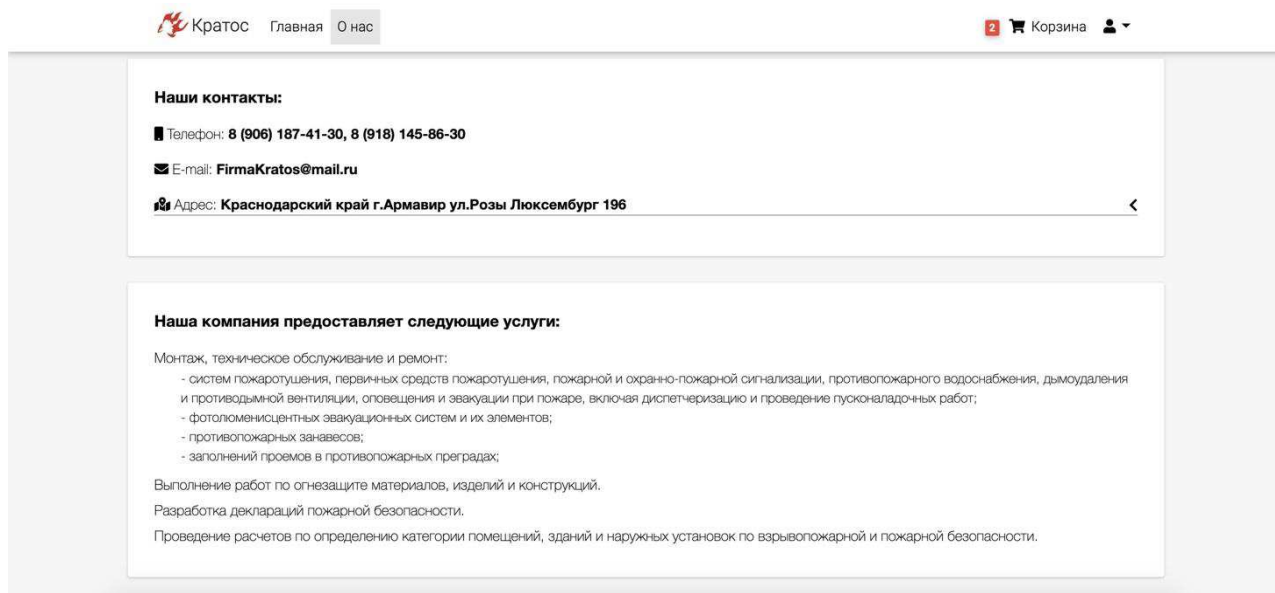 Кратос Главная О нас 2 Корзина
Наши контакты:
Телефон: 8 (906) 187-41-30, 8 (918) 145-86-30
E-mail: FirmaKratos@mail.ru
Адрес: Краснодарский край г.Армавир ул.Розы Люксембург 196
Наша компания предоставляет следующие услуги:
Монтаж, техническое обслуживание и ремонт:
- систем пожаротушения, первичных средств пожаротушения, пожарной и охранно-пожарной сигнализации, противопожарного водоснабжения, дымоудаления
и противодымной вентиляции, оповещения и эвакуации при пожаре, включая диспетчеризацию и проведение пусконаладочных работ;
- фотолюменисцентных эвакуационных систем и их элементов;
- противопожарных занавесов;
- заполнений проемов в противопожарных преградах;
Выполнение работ по огнезащите материалов, изделий и конструкций.
Разработка деклараций пожарной безопасности.
Проведение расчетов по определению категории помещений, зданий и наружных установок по взрывопожарной и пожарной безопасности.